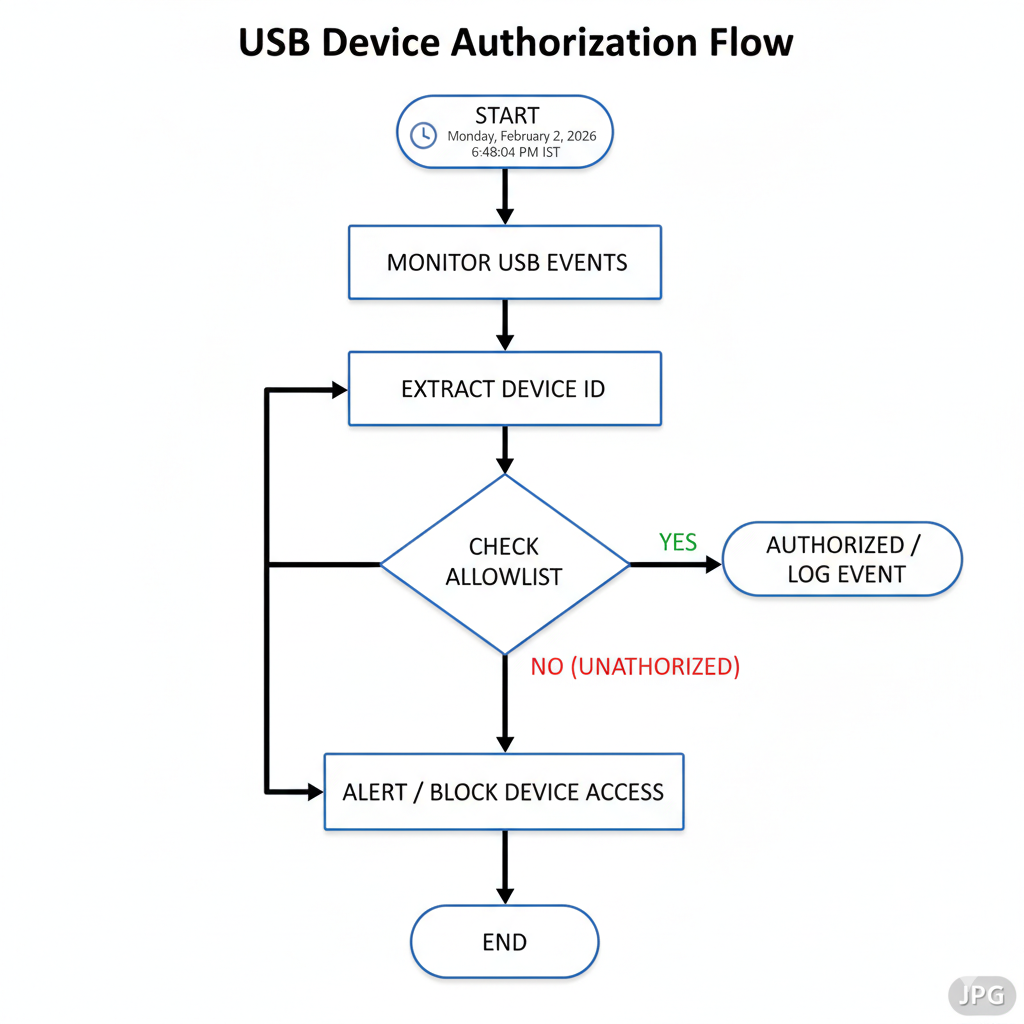 USB Device Authorization Flow
START
Monday, February 2, 2026
6:48:04 PM IST
MONITOR USB EVENTS
EXTRACT DEVICE ID
CHECK
ALLOWLIST
YES
AUTHORIZED /
LOG EVENT
NO (UNATHORIZED)
ALERT / BLOCK DEVICE ACCESS
END
JPG